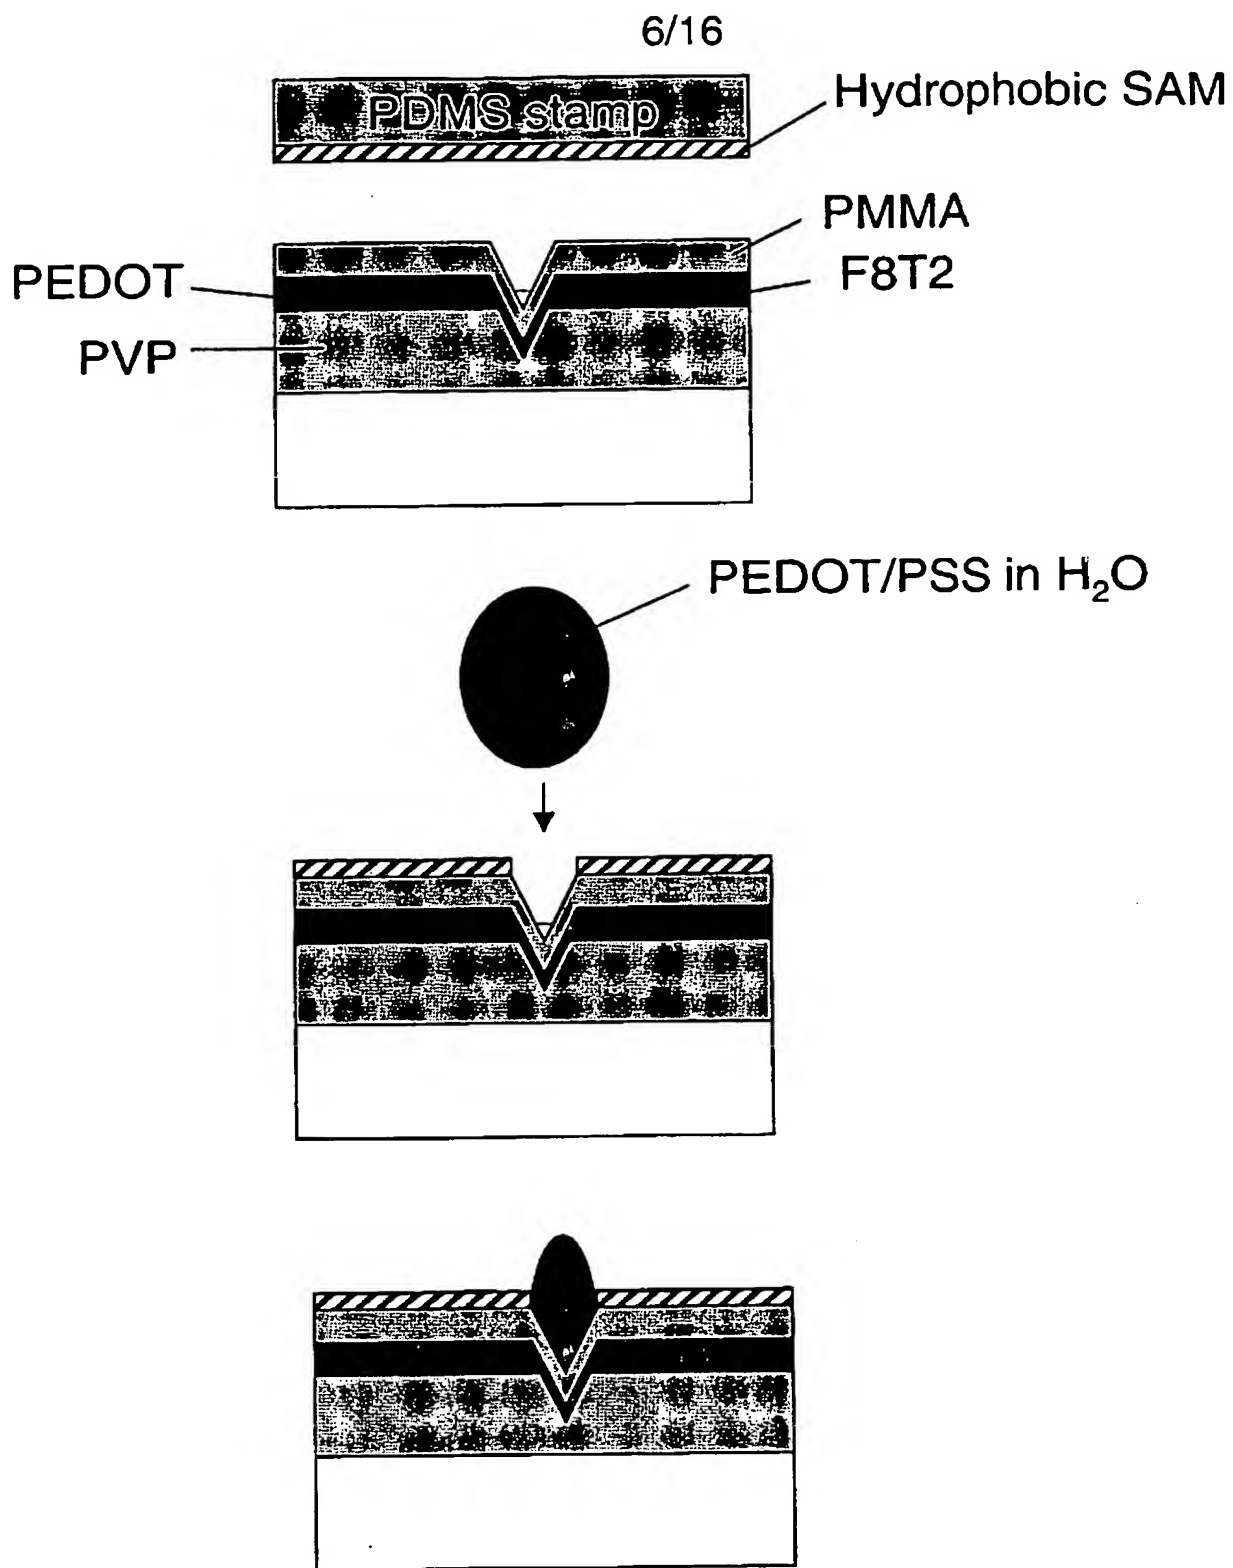 6/16
PDMS stamp
Hydrophobic SAM
PMMA
PEDOT
F8T2
PVP
PEDOT/PSS in H₂O